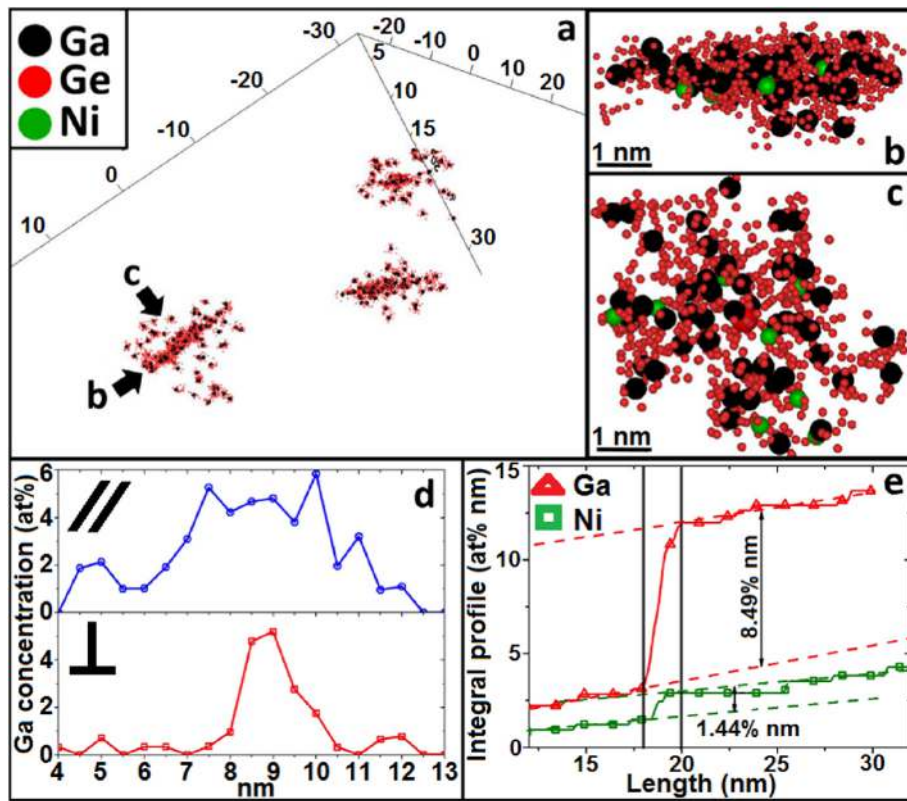 Ga
Ge
Ni
a
-30
-20
-10
0
10
-20
-10
0
10
20
5
10
15
30
c
b
b
1 nm
c
1 nm
d
//
⊥
Ga concentration (at%)
6
4
2
0
4
2
0
4 5 6 7 8 9 10 11 12 13
nm
e
Ga
Ni
Integral profile (at% nm)
15
10
5
0
8.49% nm
1.44% nm
15 20 25 30
Length (nm)